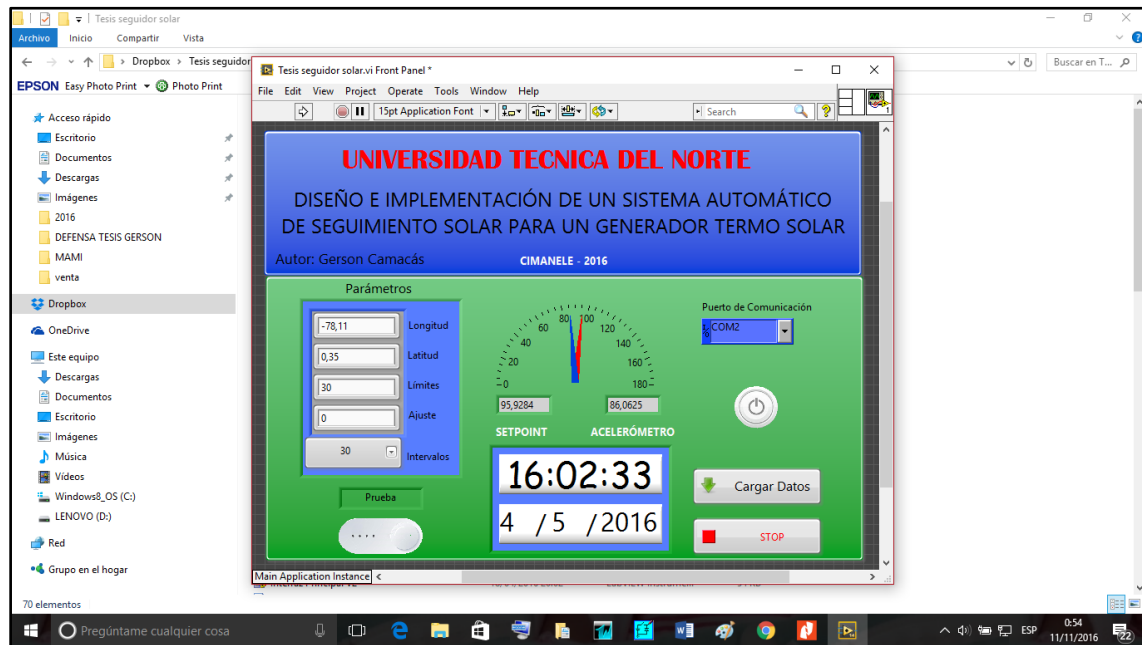 Tesis seguidor solar
Archivo Inicio Compartir Vista
Dropbox > Tesis seguidor
Buscar en T...
EPSON Easy Photo Print Photo Print
Acceso rápido
Escritorio
Documentos
Descargas
Imágenes
2016
DEFENSA TESIS GERSON
MAMI
venta
Dropbox
OneDrive
Este equipo
Descargas
Documentos
Escritorio
Imágenes
Música
Vídeos
Windows8_OS (C:)
LENOVO (D:)
Red
Grupo en el hogar
70 elementos
Tesis seguidor solar.vi Front Panel *
File Edit View Project Operate Tools Window Help
15pt Application Font
Search
UNIVERSIDAD TECNICA DEL NORTE
DISEÑO E IMPLEMENTACIÓN DE UN SISTEMA AUTOMÁTICO
DE SEGUIMIENTO SOLAR PARA UN GENERADOR TERMO SOLAR
Autor: Gerson Camacás
CIMANELE - 2016
Parámetros
-78,11 Longitud
0,35 Latitud
30 Límites
0 Ajuste
30 Intervalos
Prueba
0 20 40 60 80 100 120 140 160 180
95,9284 86,0625
SETPOINT ACELERÓMETRO
16:02:33
4 / 5 / 2016
Puerto de Comunicación
COM2
Cargar Datos
STOP
Main Application Instance
Pregúntame cualquier cosa
ESP
0:54
11/11/2016
22